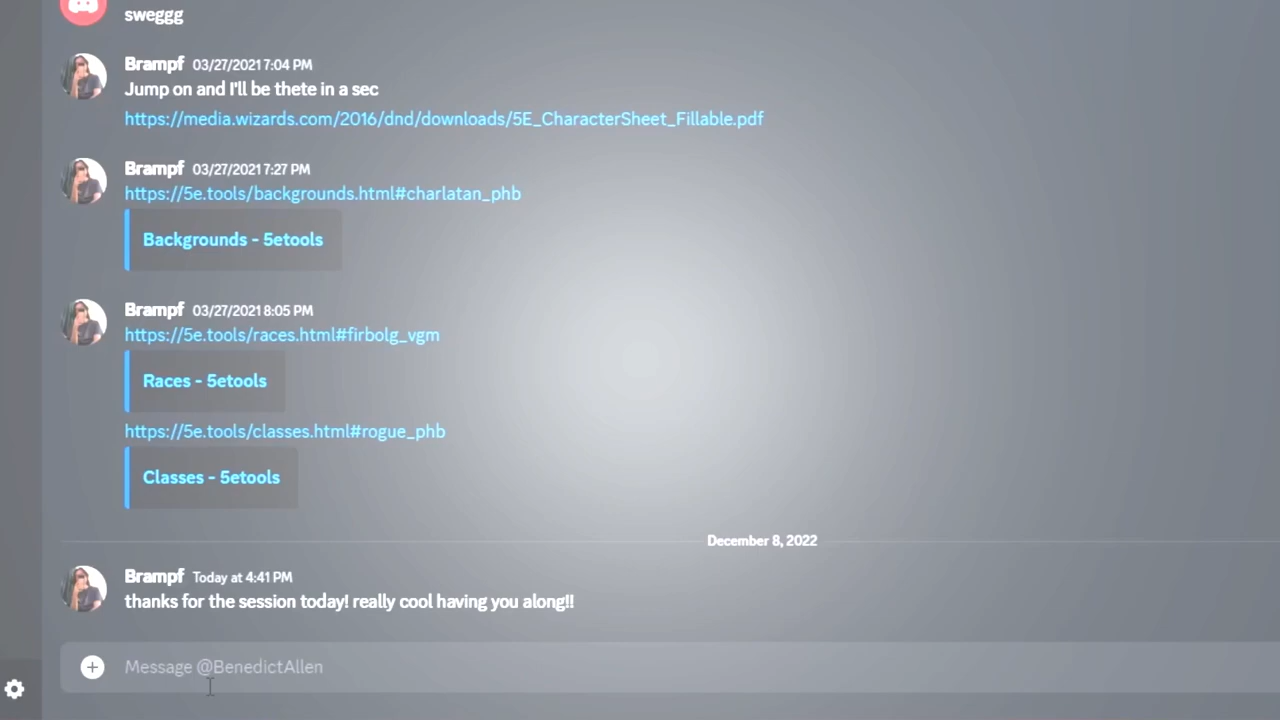 sweggg
Brampf 03/27/2021 7:04 PM
Jump on and I'll be thete in a sec
https://media.wizards.com/2016/dnd/downloads/5E_CharacterSheet_Fillable.pdf
Brampf 03/27/2021 7:27 PM
https://5e.tools/backgrounds.html#charlatan_phb
Backgrounds - 5etools
Brampf 03/27/2021 8:05 PM
https://5e.tools/races.html#firbolg_vgm
Races - 5etools
https://5e.tools/classes.html#rogue_phb
Classes - 5etools
December 8, 2022
Brampf Today at 4:41 PM
thanks for the session today! really cool having you along!!
Message @BenedictAllen